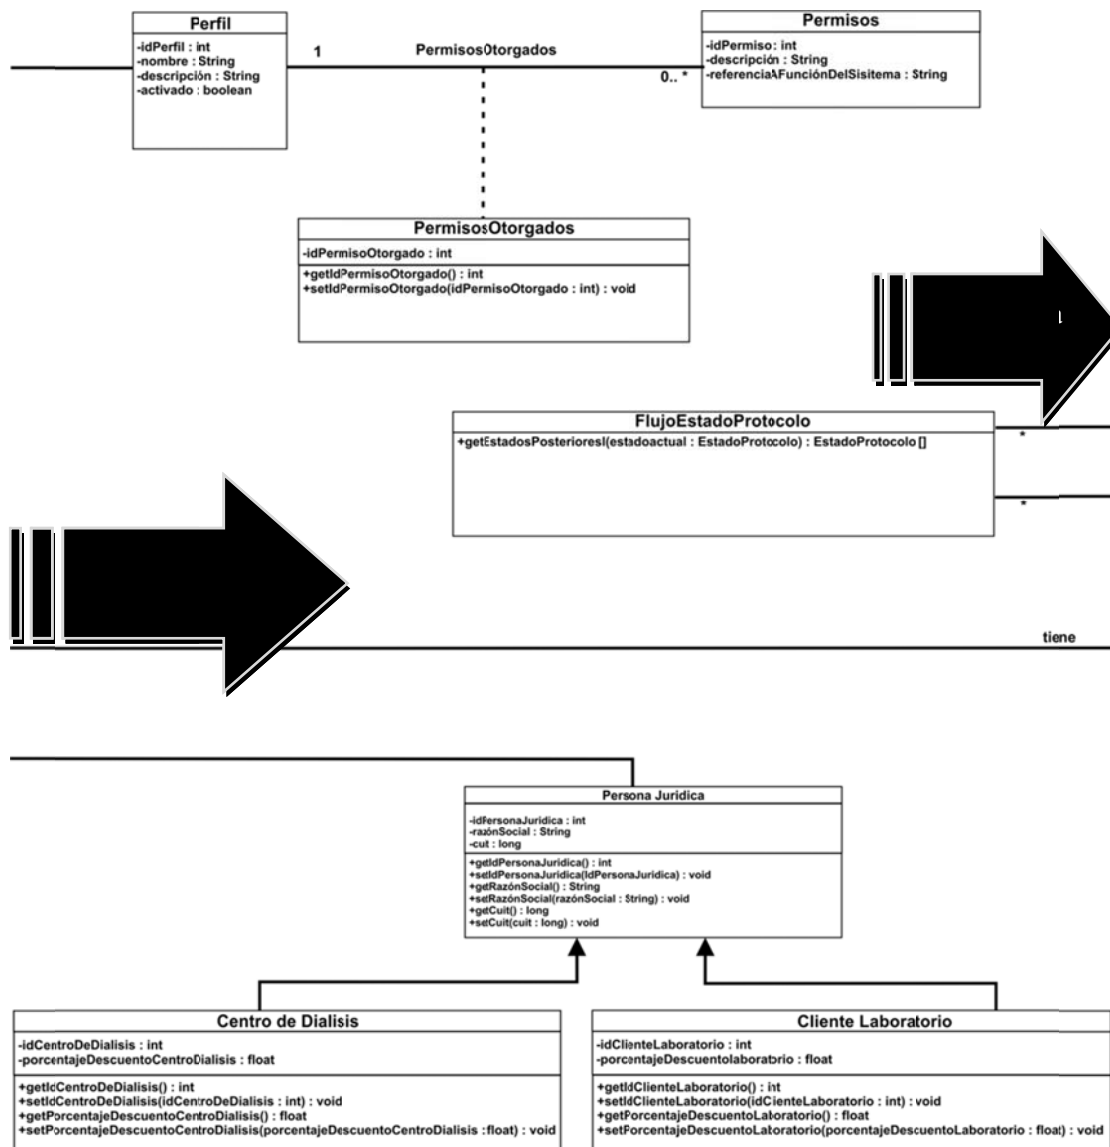 Perfil
-idPerfil : int
-nombre : String
-descripción : String
-activado : boolean
1
PermisosOtorgados
0.. *
Permisos
-idPermiso : int
-descripción : String
-referenciaAFunciónDelSisitema : String
PermisosOtorgados
-idPermisoOtorgado : int
+getIdPermisoOtorgado() : int
+setIdPermisoOtorgado(idPermisoOtorgado : int) : void
FlujoEstadoProtocolo
+getEstadosPosterioresI(estadoactual : EstadoProtocolo) : EstadoProtocolo []
*
*
tiene
Persona Juridica
-idPersonaJuridica : int
-razónSocial : String
-cuit : long
+getIdPersonaJuridica() : int
+setIdPersonaJuridica(IdPersonaJuridica) : void
+getRazónSocial() : String
+setRazónSocial(razónSocial : String) : void
+getCuit() : long
+setCuit(cuit : long) : void
Centro de Dialisis
-idCentroDeDialisis : int
-porcentajeDescuentoCentroDialisis : float
+getIdCentroDeDialisis() : int
+setIdCentroDeDialisis(idCentroDeDialisis : int) : void
+getPorcentajeDescuentoCentroDialisis() : float
+setPorcentajeDescuentoCentroDialisis(porcentajeDescuentoCentroDialisis :float) : void
Cliente Laboratorio
-idClienteLaboratorio : int
-porcentajeDescuentolaboratorio : float
+getIdClienteLaboratorio() : int
+setIdClienteLaboratorio(idCienteLaboratorio : int) : void
+getPorcentajeDescuentoLaboratorio() : float
+setPorcentajeDescuentoLaboratorio(porcentajeDescuentoLaboratorio : float) : void